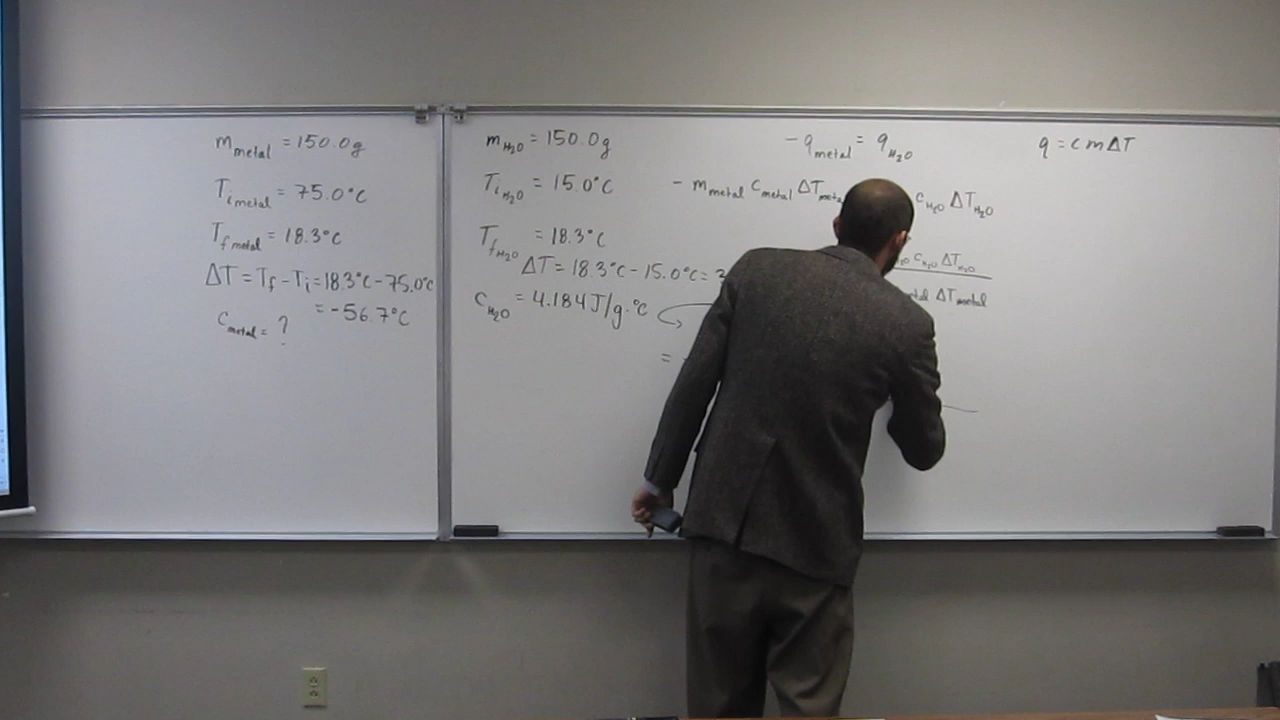 m_metal = 150.0g
T_i metal = 75.0°C
T_f metal = 18.3°C
ΔT = T_f - T_i = 18.3°C - 75.0°C
= -56.7°C
c_metal = ?
m_H₂O = 150.0g
T_i H₂O = 15.0°C
T_f H₂O = 18.3°C
ΔT = 18.3°C - 15.0°C =
c_H₂O = 4.184 J/g·°C
-q_metal = q_H₂O
- m_metal c_metal ΔT c_H₂O ΔT_H₂O
c_H₂O ΔT_H₂O
ΔT_metal
=
q = c m ΔT